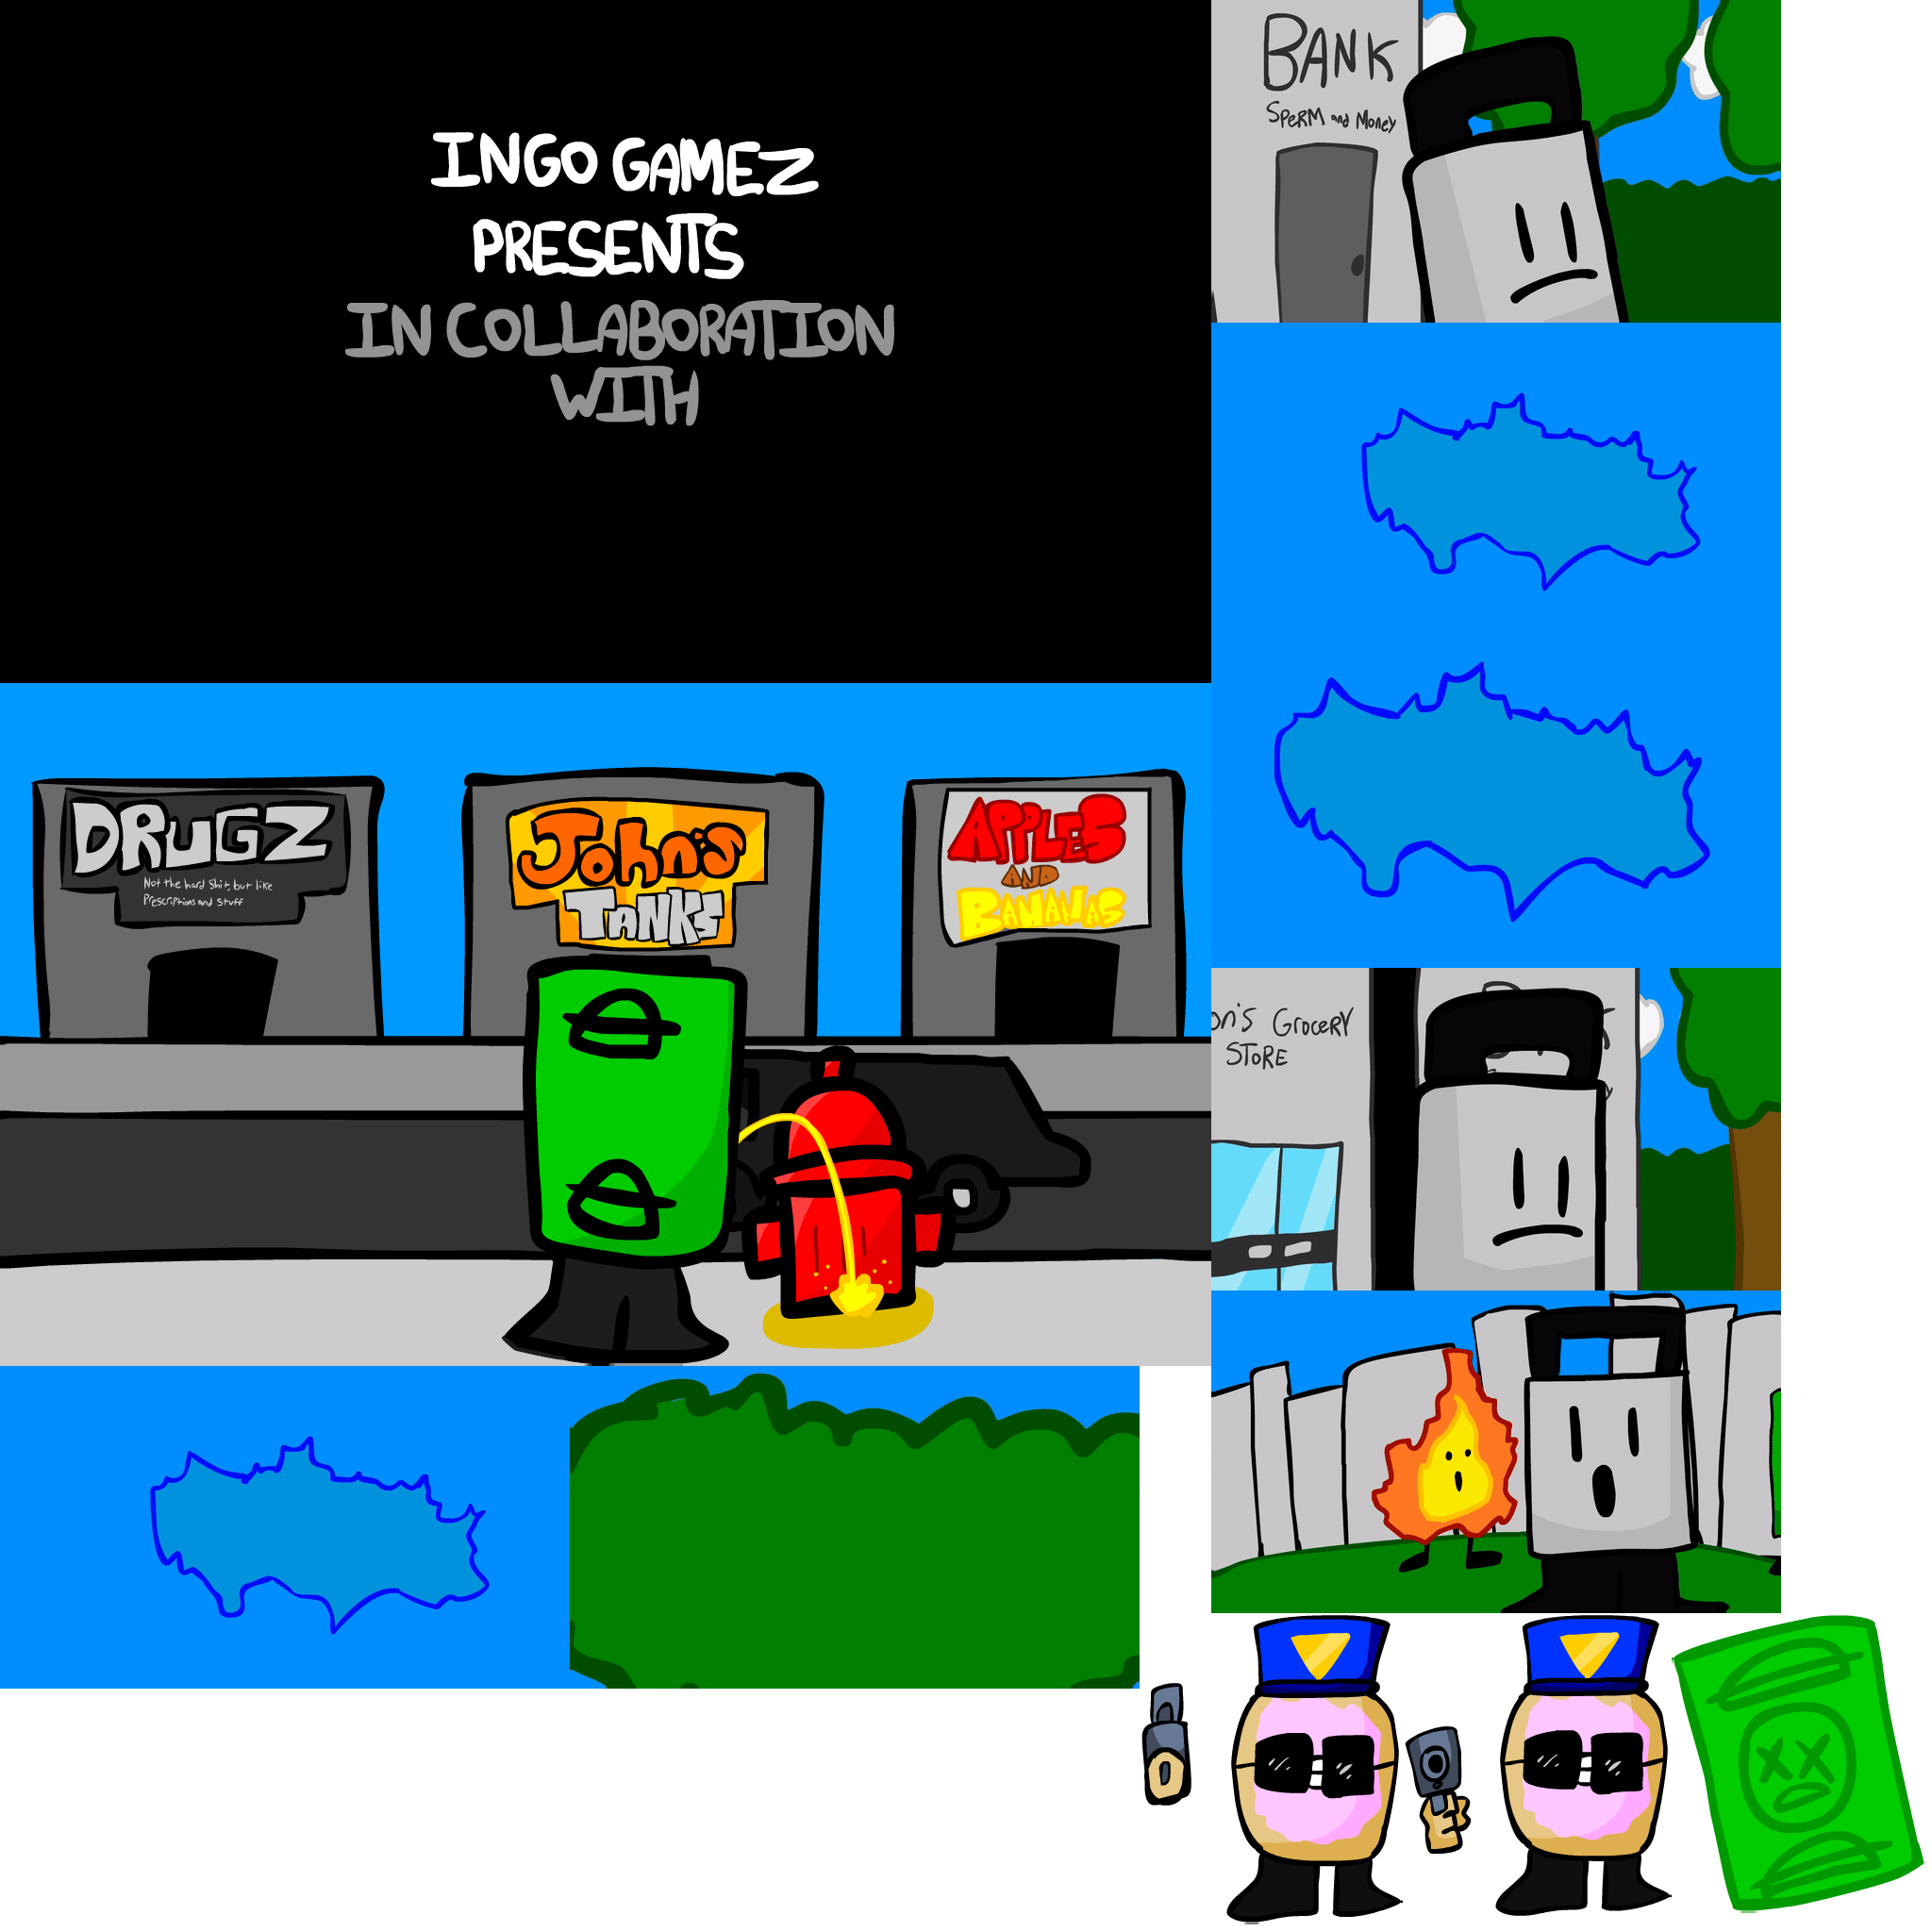 INGO GAMEZ
PRESENTS
IN COLLABORATION
WITH
BANK
SPERM and MONEY
DRUGZ
Not the hard shit, but like
Prescriptions and stuff
John's
TANKS
APPLES
AND
BANANAS
on's GROCERY
STORE